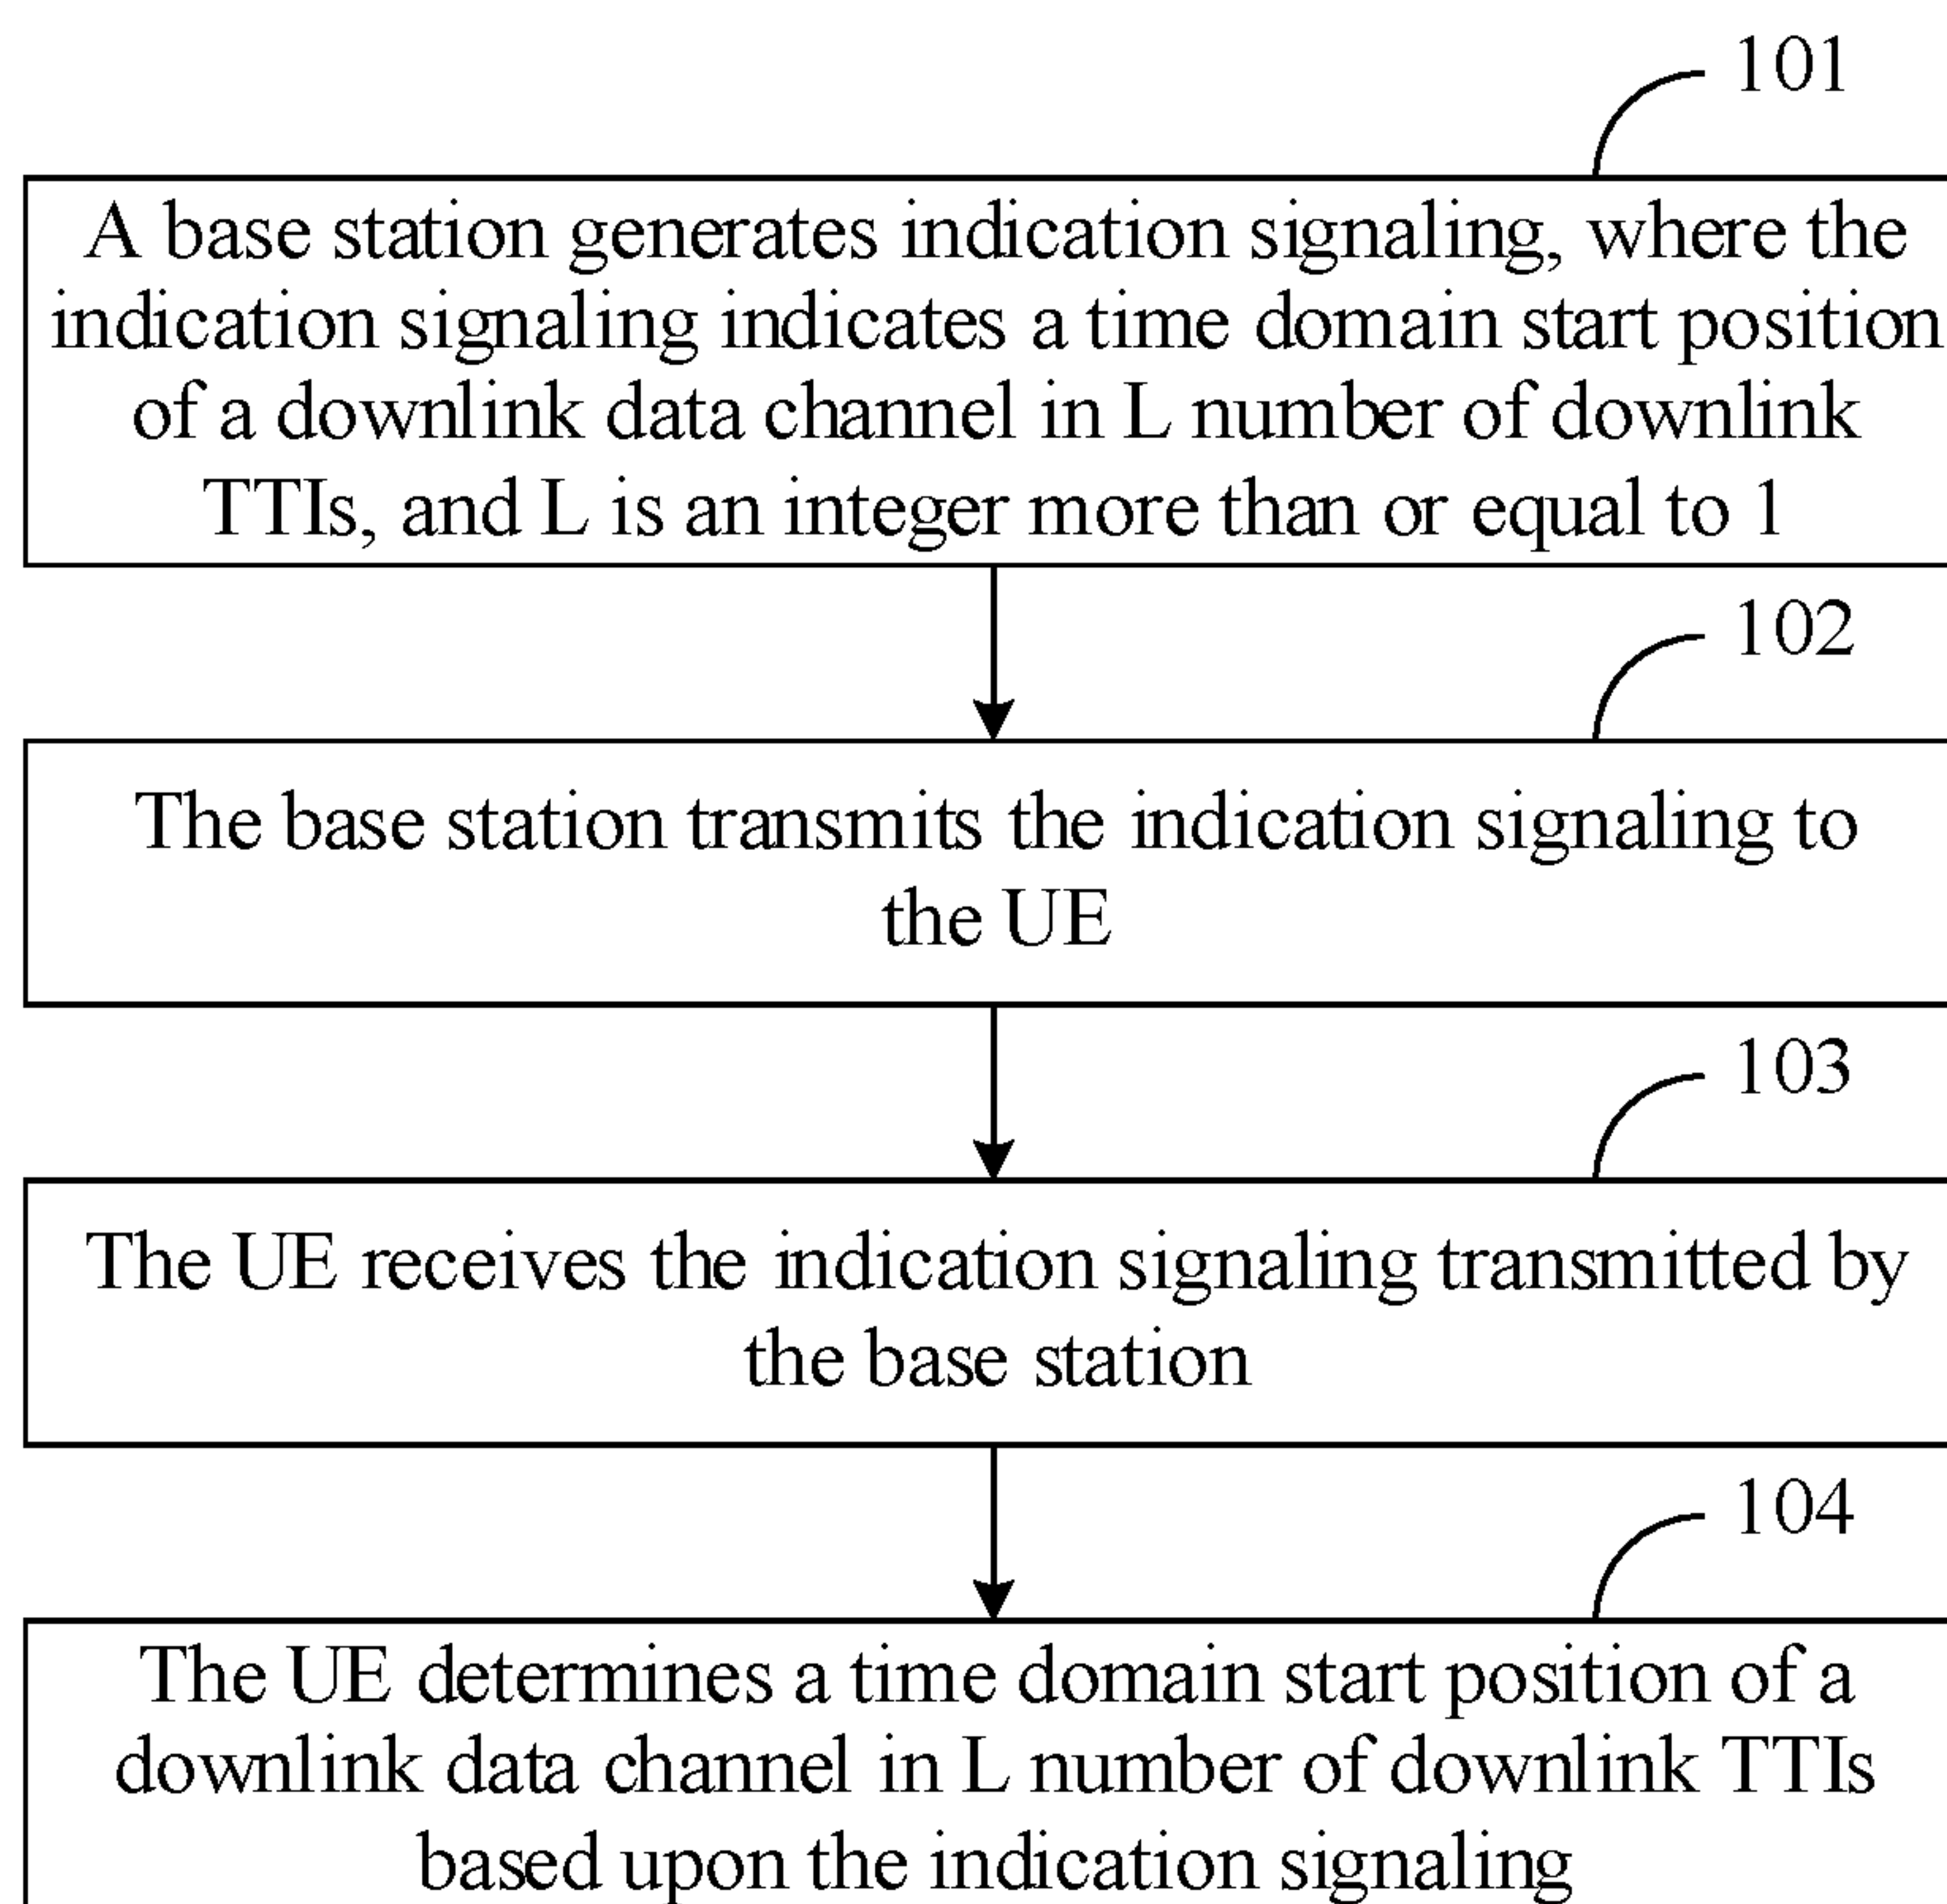 101
A base station generates indication signaling, where the
indication signaling indicates a time domain start position
of a downlink data channel in L number of downlink
TTIs, and L is an integer more than or equal to 1
102
The base station transmits the indication signaling to
the UE
103
The UE receives the indication signaling transmitted by
the base station
104
The UE determines a time domain start position of a
downlink data channel in L number of downlink TTIs
based upon the indication signaling